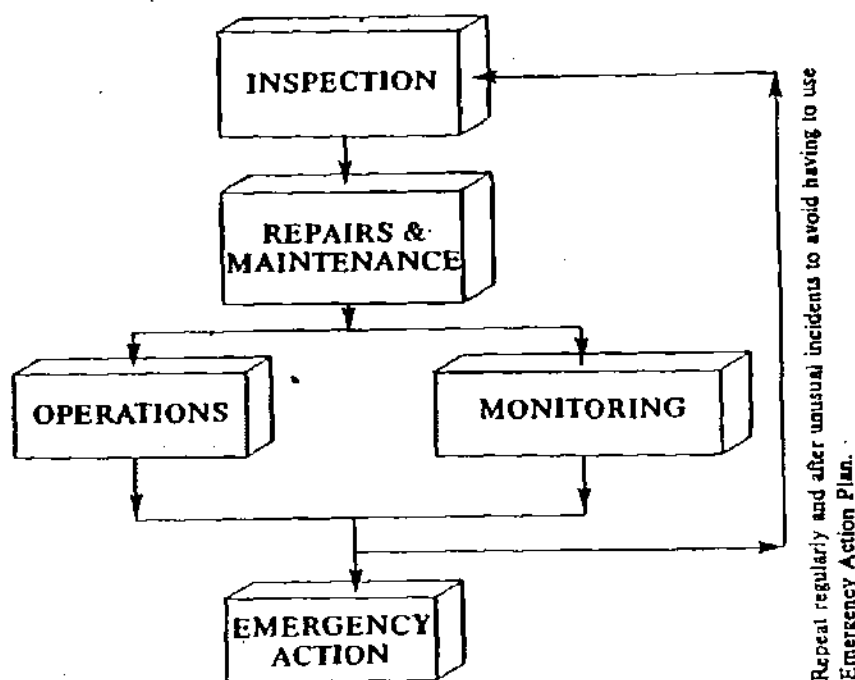 INSPECTION
REPAIRS &
MAINTENANCE
OPERATIONS
MONITORING
EMERGENCY
ACTION
Repeat regularly and after unusual incidents to avoid having to use
Emergency Action Plan.